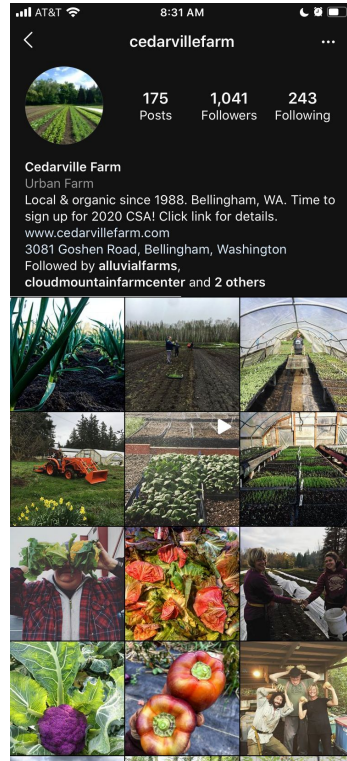 AT&T 8:31 AM
cedarvillefarm
175 1,041 243
Posts Followers Following
Cedarville Farm
Urban Farm
Local & organic since 1988. Bellingham, WA. Time to
sign up for 2020 CSA! Click link for details.
www.cedarvillefarm.com
3081 Goshen Road, Bellingham, Washington
Followed by alluvialfarms,
cloudmountainfarmcenter and 2 others